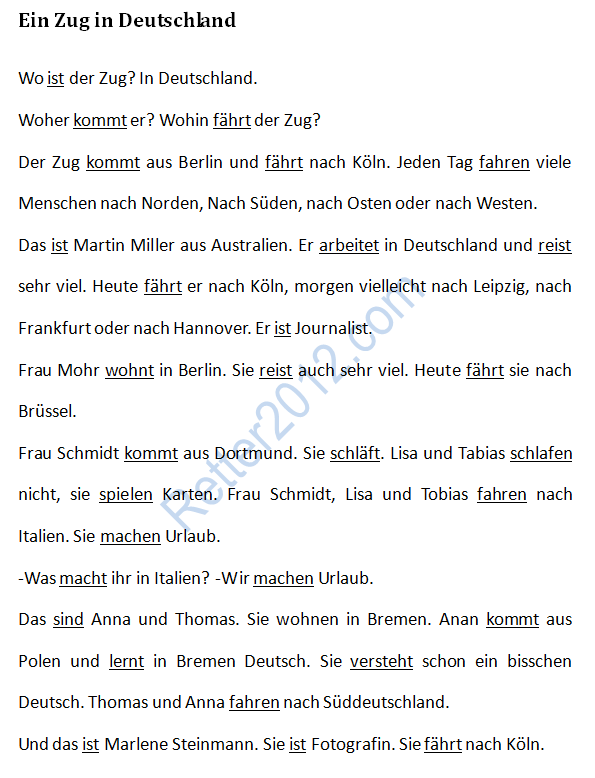 Ein Zug in Deutschland
Wo ist der Zug? In Deutschland.
Woher kommt er? Wohin fährt der Zug?
Der Zug kommt aus Berlin und fährt nach Köln. Jeden Tag fahren viele
Menschen nach Norden, Nach Süden, nach Osten oder nach Westen.
Das ist Martin Miller aus Australien. Er arbeitet in Deutschland und reist
sehr viel. Heute fährt er nach Köln, morgen vielleicht nach Leipzig, nach
Frankfurt oder nach Hannover. Er ist Journalist.
Frau Mohr wohnt in Berlin. Sie reist auch sehr viel. Heute fährt sie nach
Brüssel.
Frau Schmidt kommt aus Dortmund. Sie schläft. Lisa und Tabias schlafen
nicht, sie spielen Karten. Frau Schmidt, Lisa und Tobias fahren nach
Italien. Sie machen Urlaub.
-Was macht ihr in Italien? -Wir machen Urlaub.
Das sind Anna und Thomas. Sie wohnen in Bremen. Anan kommt aus
Polen und lernt in Bremen Deutsch. Sie versteht schon ein bisschen
Deutsch. Thomas und Anna fahren nach Süddeutschland.
Und das ist Marlene Steinmann. Sie ist Fotografin. Sie fährt nach Köln.
Retter2012.com